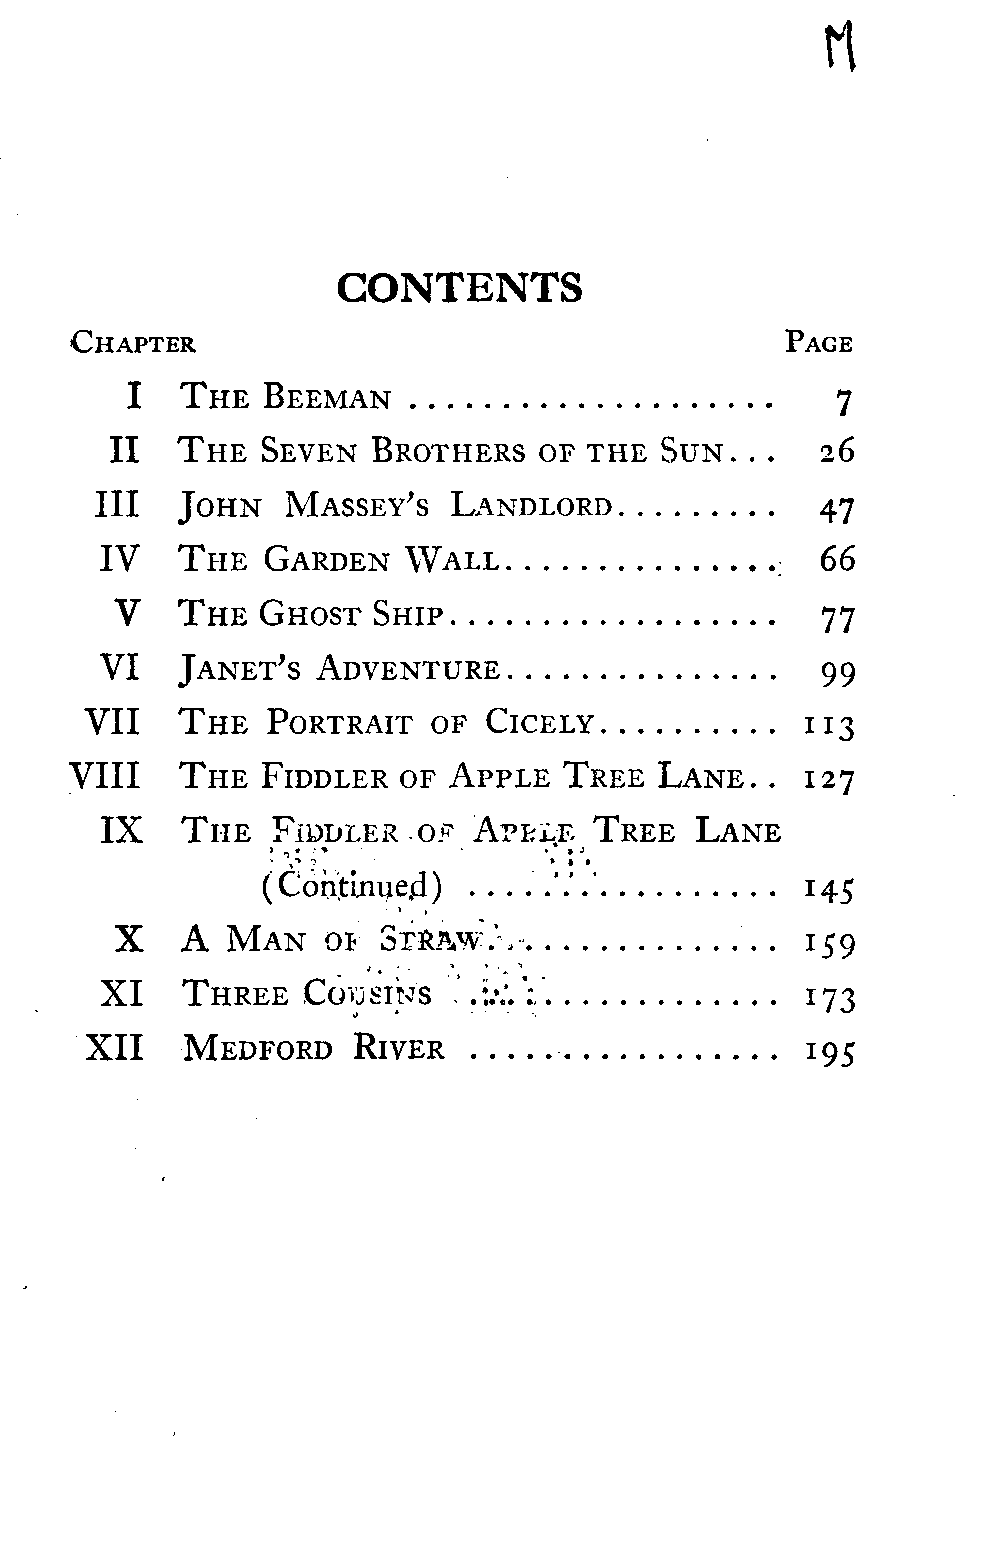 M
CONTENTS
CHAPTER PAGE
I THE BEEMAN .................... 7
II THE SEVEN BROTHERS OF THE SUN... 26
III JOHN MASSEY'S LANDLORD......... 47
IV THE GARDEN WALL............... 66
V THE GHOST SHIP.................. 77
VI JANET'S ADVENTURE............... 99
VII THE PORTRAIT OF CICELY.......... 113
VIII THE FIDDLER OF APPLE TREE LANE.. 127
IX THE FIDDLER OF APPLE TREE LANE
(Continued) ................. 145
X A MAN OF STRAW................ 159
XI THREE COUSINS ................. 173
XII MEDFORD RIVER ................. 195